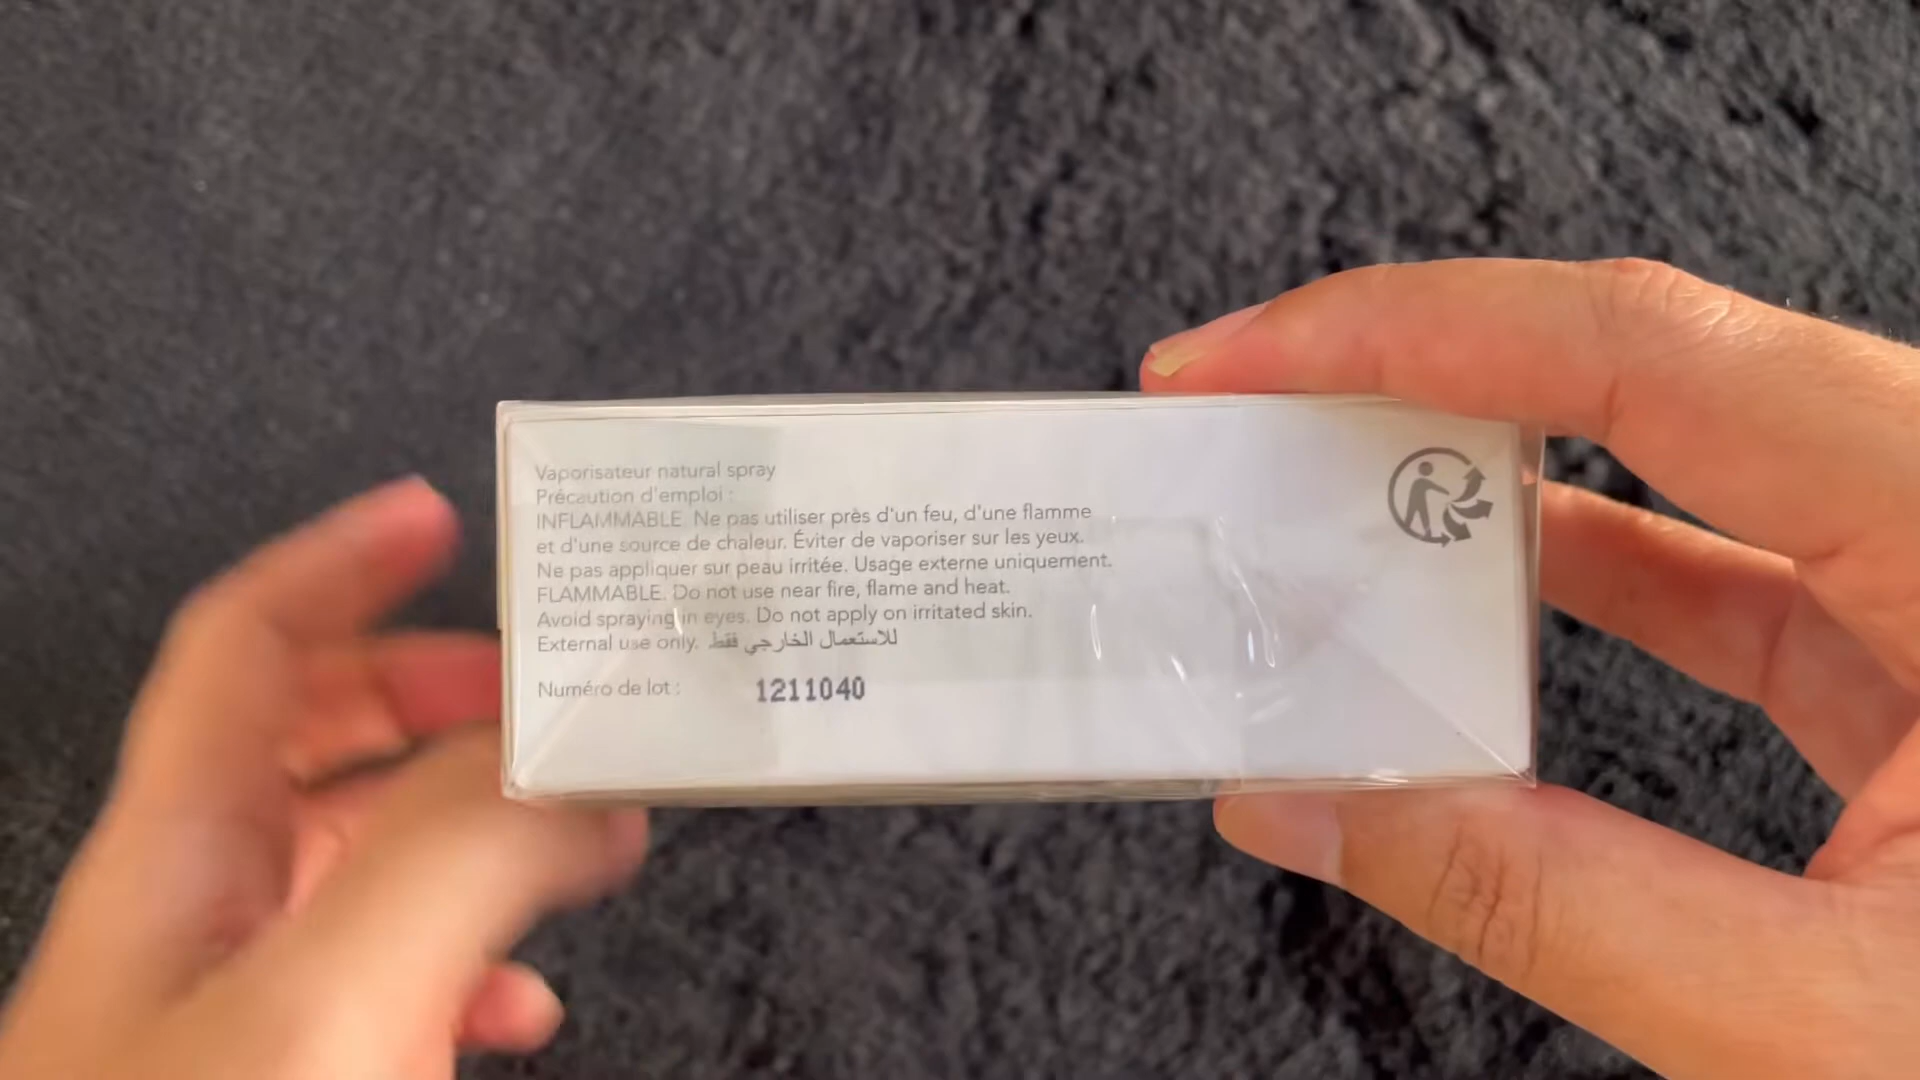 Vaporisateur natural spray
Précaution d'emploi :
INFLAMMABLE. Ne pas utiliser près d'un feu, d'une flamme
et d'une source de chaleur. Éviter de vaporiser sur les yeux.
Ne pas appliquer sur peau irritée. Usage externe uniquement.
FLAMMABLE. Do not use near fire, flame and heat.
Avoid spraying in eyes. Do not apply on irritated skin.
External use only. للاستعمال الخارجي فقط.
Numéro de lot : 1211040